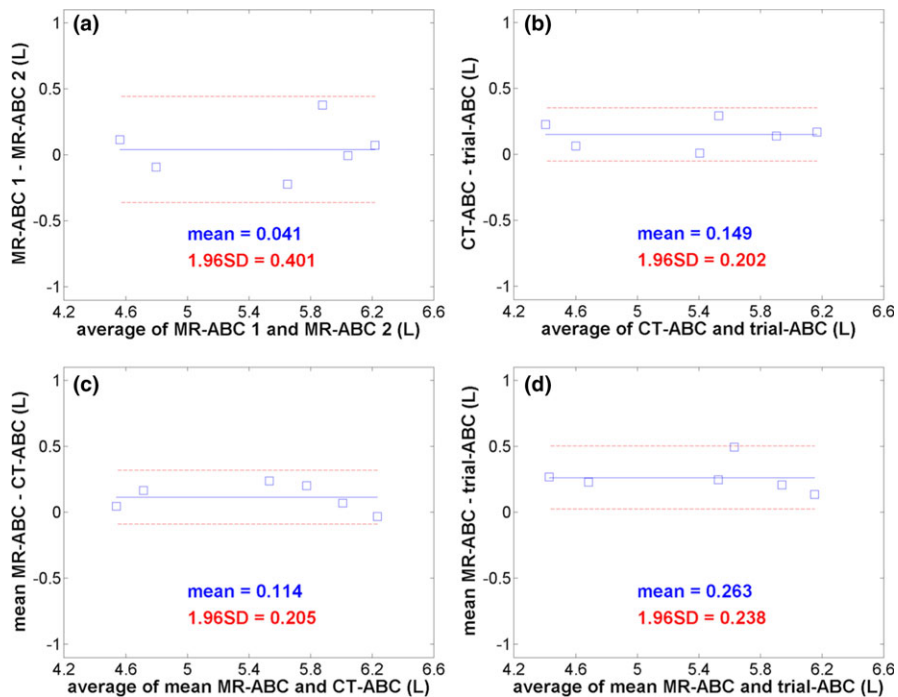 (a)
MR-ABC 1 - MR-ABC 2 (L)
1
0.5
0
-0.5
-1
mean = 0.041
1.96SD = 0.401
4.2 4.6 5 5.4 5.8 6.2 6.6
average of MR-ABC 1 and MR-ABC 2 (L)
(b)
CT-ABC - trial-ABC (L)
1
0.5
0
-0.5
-1
mean = 0.149
1.96SD = 0.202
4.2 4.6 5 5.4 5.8 6.2 6.6
average of CT-ABC and trial-ABC (L)
(c)
mean MR-ABC - CT-ABC (L)
1
0.5
0
-0.5
-1
mean = 0.114
1.96SD = 0.205
4.2 4.6 5 5.4 5.8 6.2 6.6
average of mean MR-ABC and CT-ABC (L)
(d)
mean MR-ABC - trial-ABC (L)
1
0.5
0
-0.5
-1
mean = 0.263
1.96SD = 0.238
4.2 4.6 5 5.4 5.8 6.2 6.6
average of mean MR-ABC and trial-ABC (L)